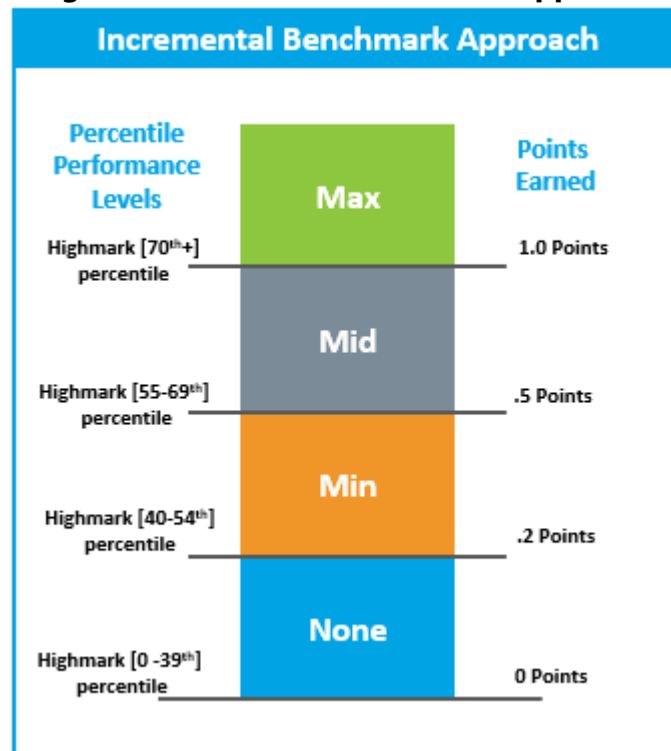 Incremental Benchmark Approach
Percentile
Performance
Levels
Points
Earned
Max
Highmark [70th+]
percentile
1.0 Points
Mid
Highmark [55-69th]
percentile
.5 Points
Min
Highmark [40-54th]
percentile
.2 Points
None
Highmark [0 -39th]
percentile
0 Points